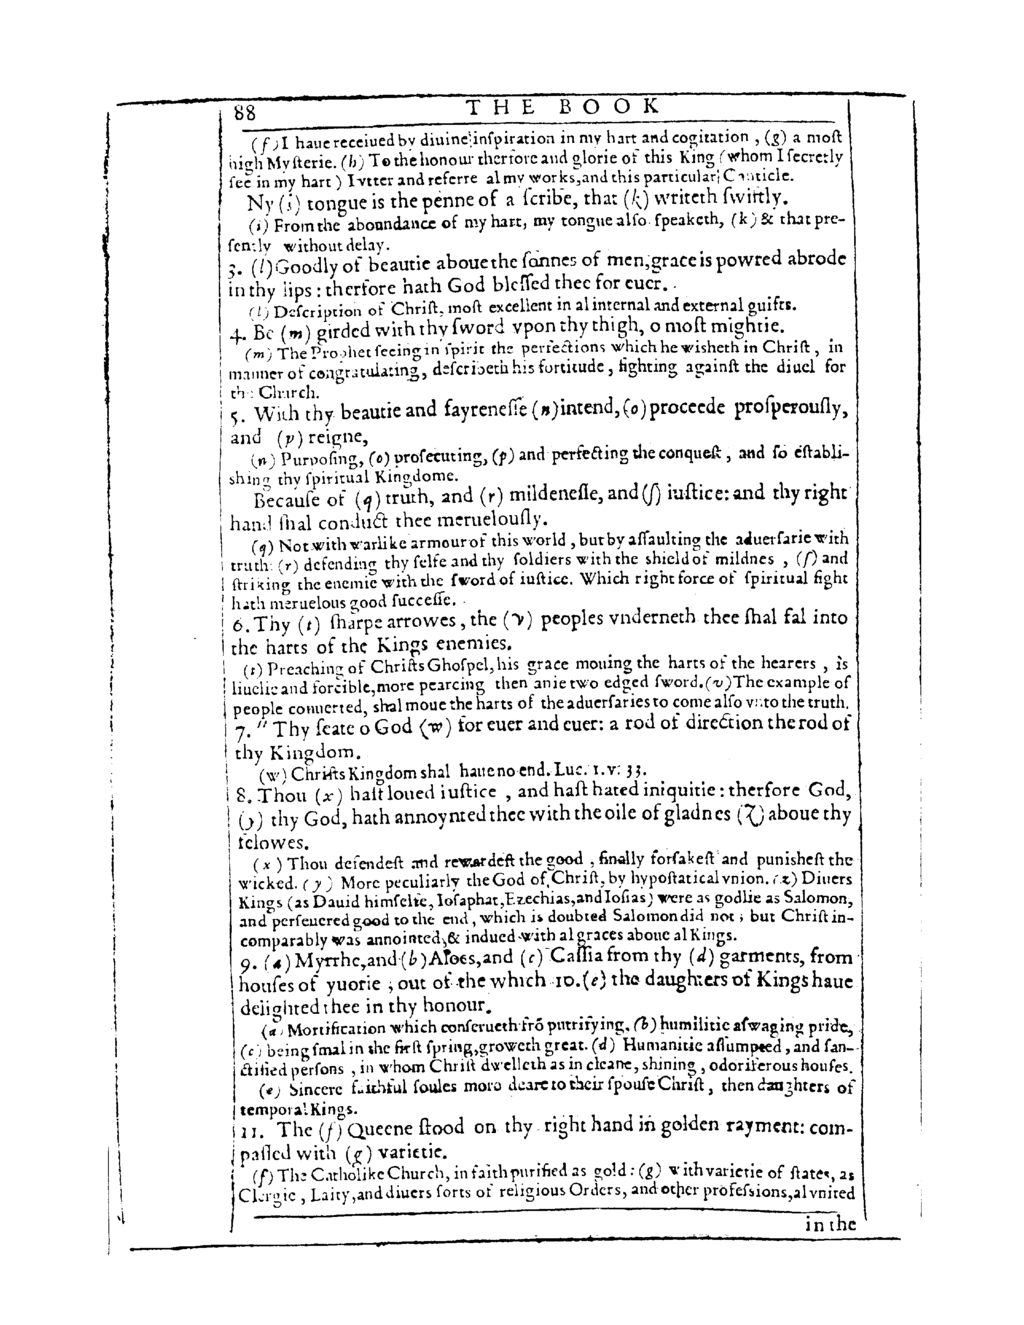 88 THE BOOK
(f) I haue receiued by diuine inſpiration in my hart and cogitation , (g) a moſt
high Myſterie. (h) To the honour therfore and glorie of this King (whom I ſecretly
ſee in my hart ) I vtter and referre al my works,and this particular Canticle.
Ny (i) tongue is the penne of a ſcribe, that (k) writeth ſwiftly.
(i) From the aboundance of my hart, my tongue alſo ſpeaketh, (k) & that pre-
ſently without delay.
3. (l) Goodly of beautie aboue the ſonnes of men, grace is powred abrode
in thy lips : therfore hath God bleſſed thee for euer.
(l) Deſcription of Chriſt, moſt excellent in al internal and external guifts.
4. Be (m) girded with thy ſword vpon thy thigh, o moſt mightie.
(m) The Prophet ſeeing in ſpirit the perfections which he wisheth in Chriſt , in
manner of congratulating, deſcribeth his fortitude , fighting againſt the diuel for
the Church.
5. With thy beautie and fayreneſſe (n) intend, (o) proceede proſperouſly,
and (p) reigne,
(n) Purpoſing, (o) proſecuting, (p) and perfecting the conqueſt , and ſo eſtabli-
shing thy ſpiritual Kingdome.
Becauſe of (q) truth, and (r) mildeneſſe, and (ſ) iuſtice: and thy right
hand ſhal conduct thee merueloufly.
(q) Not with warlike armour of this world , but by aſſaulting the aduerſarie with
truth: (r) defending thy ſelfe and thy ſoldiers with the shield of mildnes , (ſ) and
ſtriking the enemie with the ſword of iuſtice. Which right force of ſpiritual fight
hath meruelous good ſucceſſe.
6. Thy (t) ſharpe arrowes , the (v) peoples vnderneth thee ſhal fal into
the harts of the Kings enemies.
(t) Preaching of Chriſts Ghoſpel, his grace mouing the harts of the hearers , is
liuelie and forcible, more pearcing then anie two edged ſword. (v) The example of
people conuerted, shal moue the harts of the aduerſaries to come alſo vnto the truth.
7. " Thy ſeate o God (w) for euer and euer: a rod of direction the rod of
thy Kingdom.
(w) Chriſts Kingdom shal haue no end. Luc. 1. v: 33.
8. Thou (x) haſt loued iuſtice , and haſt hated iniquitie : therfore God,
(y) thy God, hath annoynted thee with the oile of gladnes (z) aboue thy
felowes.
(x) Thou defendeſt and rewardeſt the good , finally forſakeſt and punisheſt the
wicked. (y) More peculiarly the God of Chriſt, by hypoſtatical vnion. (z) Diuers
Kings (as Dauid himſelfe, Ioſaphat, Ezechias, and Ioſias) were as godlie as Salomon,
and perſeuered good to the end , which is doubted Salomon did not ; but Chriſt in-
comparably was annointed, & indued with al graces aboue al Kings.
9. (a) Myrrhe, and (b) Aloes, and (c) Caſſia from thy (d) garments, from
houſes of yuorie ; out of the which 10. (e) the daughters of Kings haue
delighted thee in thy honour.
(a) Mortification which conſerueth frõ putrifying. (b) humilitie aſwaging pride,
(c) being ſmal in the firſt ſpring, groweth great. (d) Humanitie aſſumpted , and ſan-
ctified perſons , in whom Chriſt dwelleth as in cleane, shining , odoriferous houſes.
(e) Sincere faithful ſoules more deare to their ſpouſe Chriſt , then daughters of
temporal Kings.
11. The (f) Queene ſtood on thy right hand in golden rayment: com-
paſſed with (g) varietie.
(f) The Catholike Church, in faith purified as gold : (g) with varietie of ſtates, as
Clergie , Laity, and diuers ſorts of religious Orders, and other profeſsions, al vnited
in the